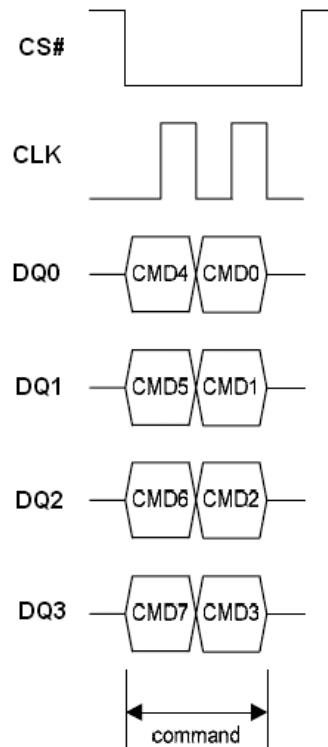 CS#
CLK
DQ0 CMD4 CMD0
DQ1 CMD5 CMD1
DQ2 CMD6 CMD2
DQ3 CMD7 CMD3
command